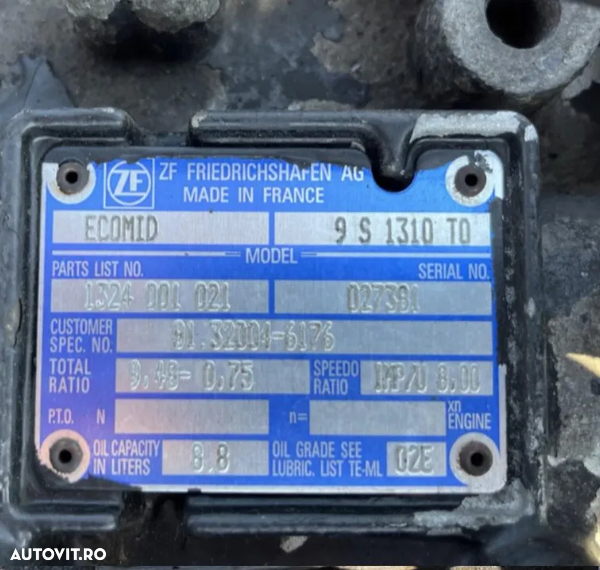 ZF ZF FRIEDRICHSHAFEN AG
MADE IN FRANCE
ECOMID 9 S 1310 TO
MODEL
PARTS LIST NO. SERIAL NO.
1324 001 021 027381
CUSTOMER SPEC. NO. 81.32004-6176
TOTAL RATIO 9.48- 0.75 SPEEDO RATIO IMP/U 8.00
P.T.O. N n= xn ENGINE
OIL CAPACITY IN LITERS 8.8 OIL GRADE SEE LUBRIC. LIST TE-ML 02E
AUTOVIT.RO